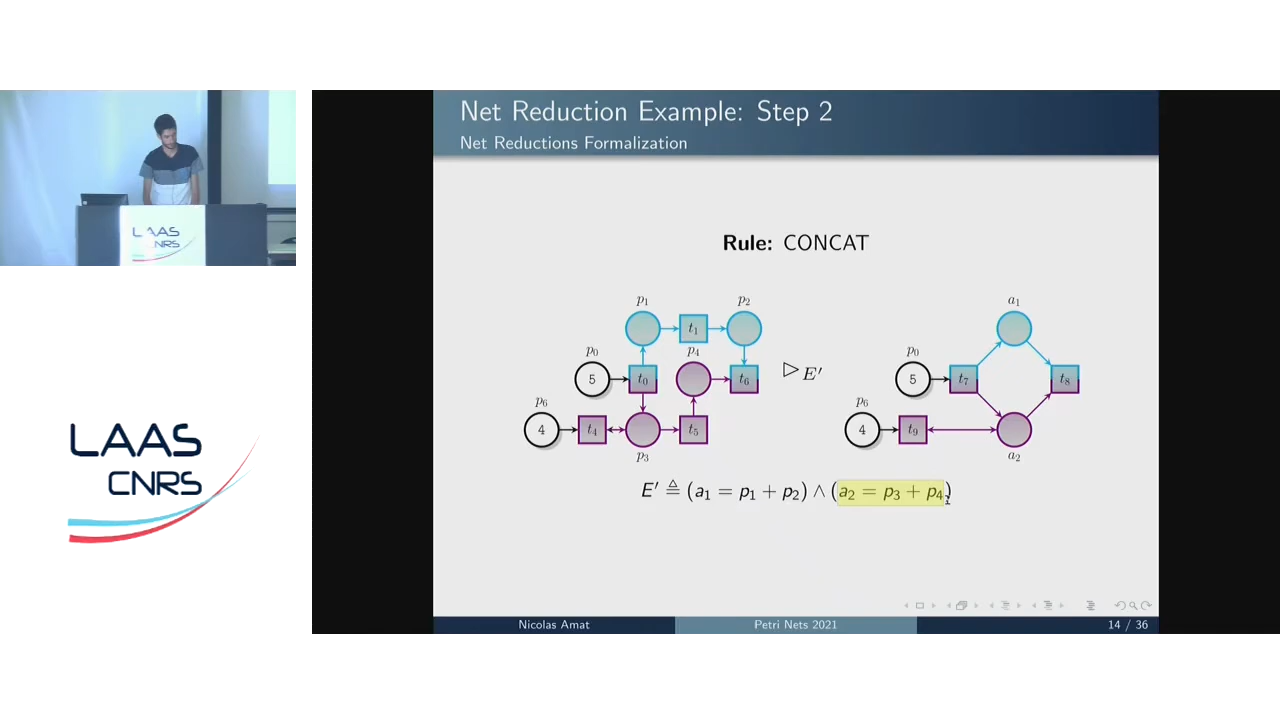 Net Reduction Example: Step 2
Net Reductions Formalization
LAAS
CNRS
Rule: CONCAT
p₁ p₂ a₁
t₁
p₀ p₄ p₀
5 t₀ t₆ ▷E′ 5 t₇ t₈
p₆ p₆
4 t₄ t₅ 4 t₉
p₃ a₂
E′ ≜ (a₁ = p₁ + p₂) ∧ (a₂ = p₃ + p₄)
LAAS
CNRS
Nicolas Amat Petri Nets 2021 14 / 36